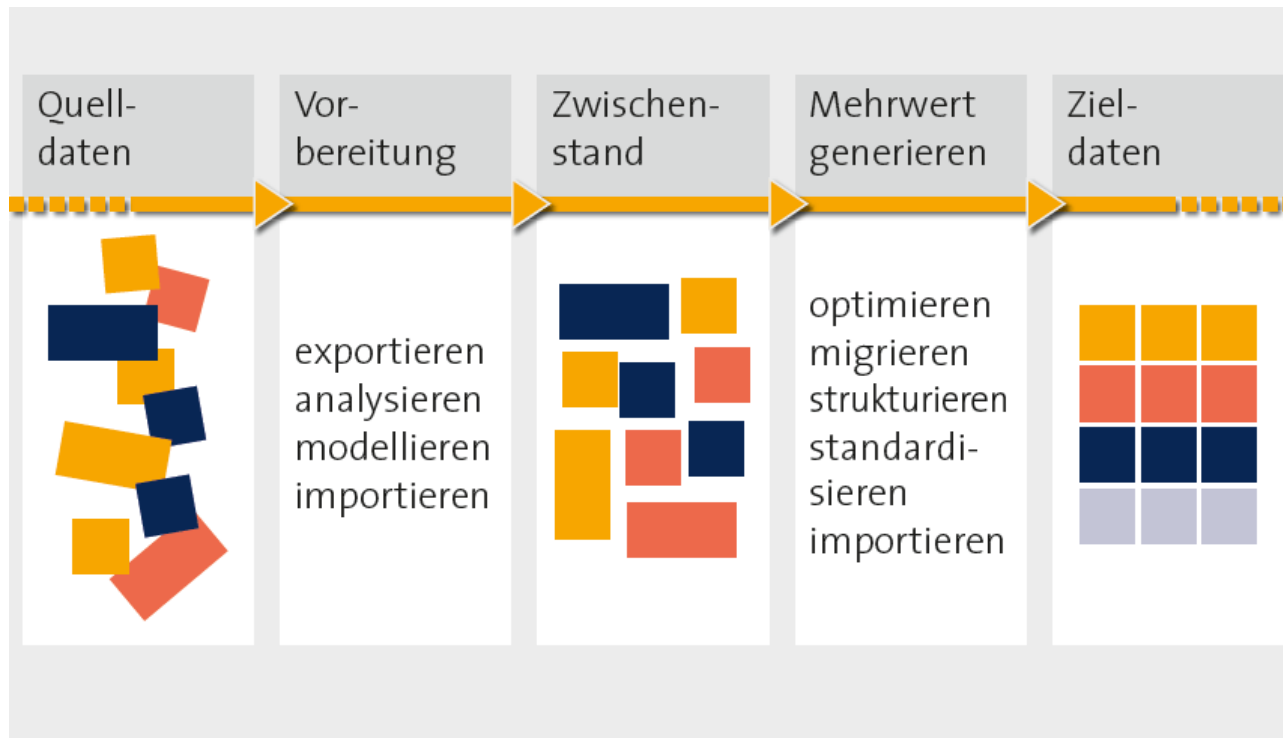 Quell-
daten
Vor-
bereitung
Zwischen-
stand
Mehrwert
generieren
Ziel-
daten
exportieren
analysieren
modellieren
importieren
optimieren
migrieren
strukturieren
standardi-
sieren
importieren